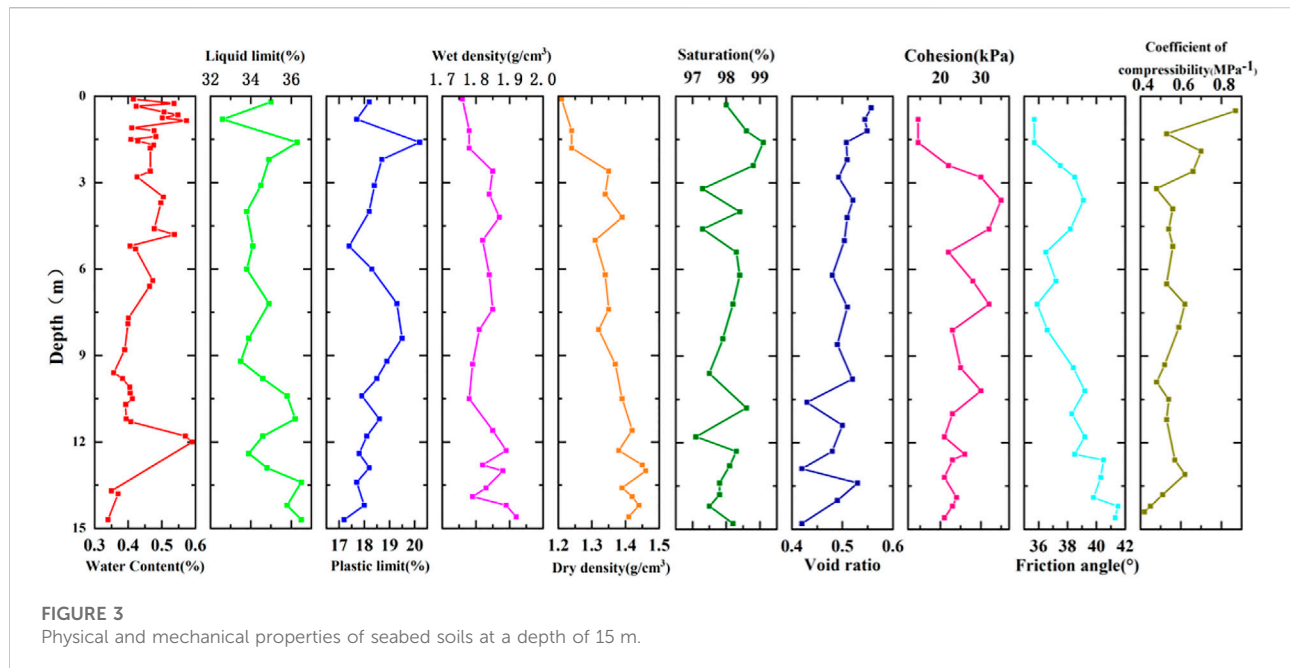 Liquid limit(%)
32 34 36
Wet density(g/cm³)
1.7 1.8 1.9 2.0
Saturation(%)
97 98 99
Cohesion(kPa)
20 30
Coefficient of
compressibility(MPa⁻¹)
0.4 0.6 0.8
Depth（m）
0
3
6
9
12
15
0.3 0.4 0.5 0.6
Water Content(%)
17 18 19 20
Plastic limit(%)
1.2 1.3 1.4 1.5
Dry density(g/cm³)
0.4 0.5 0.6
Void ratio
36 38 40 42
Friction angle(°)
FIGURE 3
Physical and mechanical properties of seabed soils at a depth of 15 m.